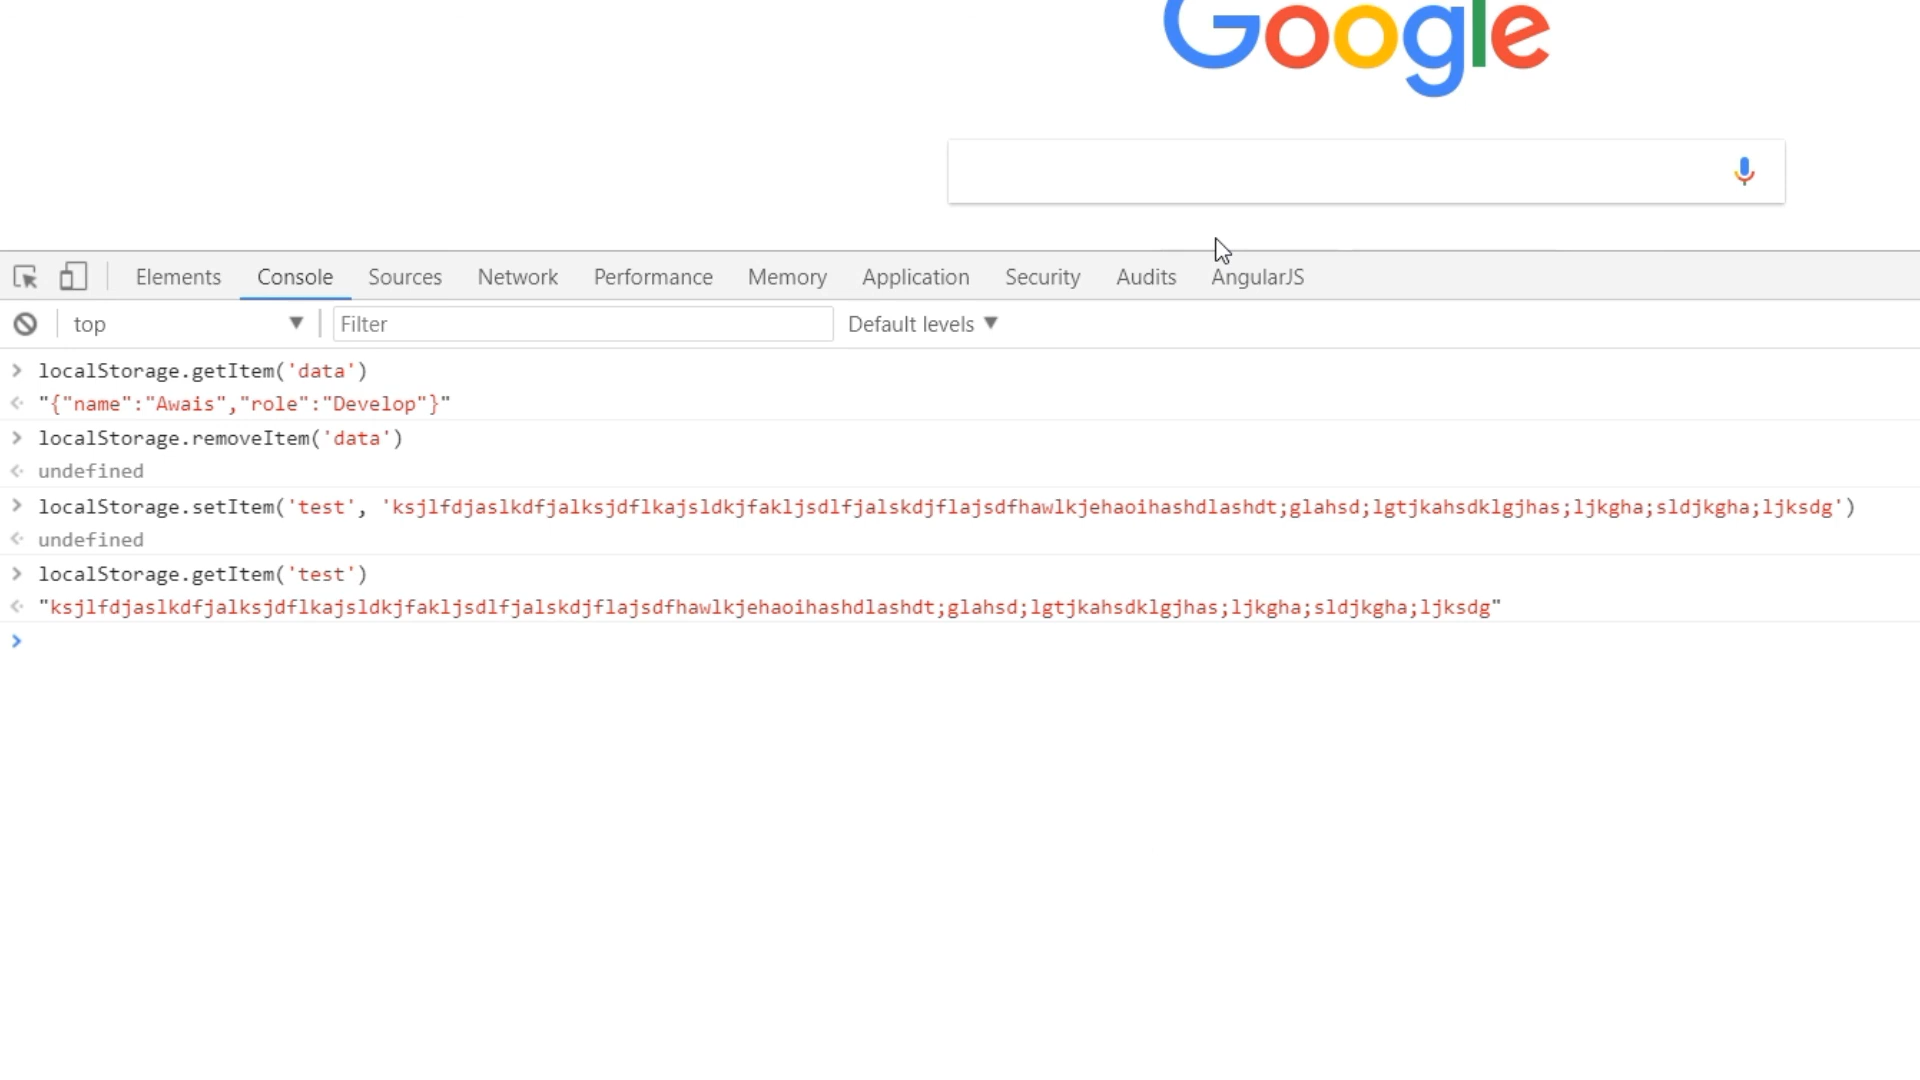 Google
Elements Console Sources Network Performance Memory Application Security Audits AngularJS
top Filter Default levels
localStorage.getItem('data')
"{"name":"Awais","role":"Develop"}"
localStorage.removeItem('data')
undefined
localStorage.setItem('test', 'ksjlfdjaslkdfjalksjdflkajsldkjfakljsdlfjalskdjflajsdfhawlkjehaoihashdlashdt;glahsd;lgtjkahsdklgjhas;ljkgha;sldjkgha;ljksdg')
undefined
localStorage.getItem('test')
"ksjlfdjaslkdfjalksjdflkajsldkjfakljsdlfjalskdjflajsdfhawlkjehaoihashdlashdt;glahsd;lgtjkahsdklgjhas;ljkgha;sldjkgha;ljksdg"